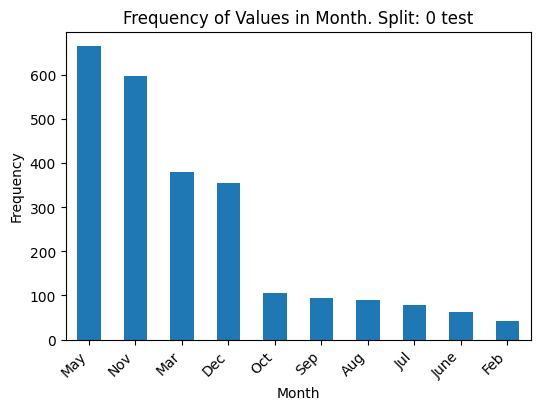 Frequency of Values in Month. Split: 0 test
Frequency
600
500
400
300
200
100
0
May
Nov
Mar
Dec
Oct
Sep
Aug
Jul
June
Feb
Month